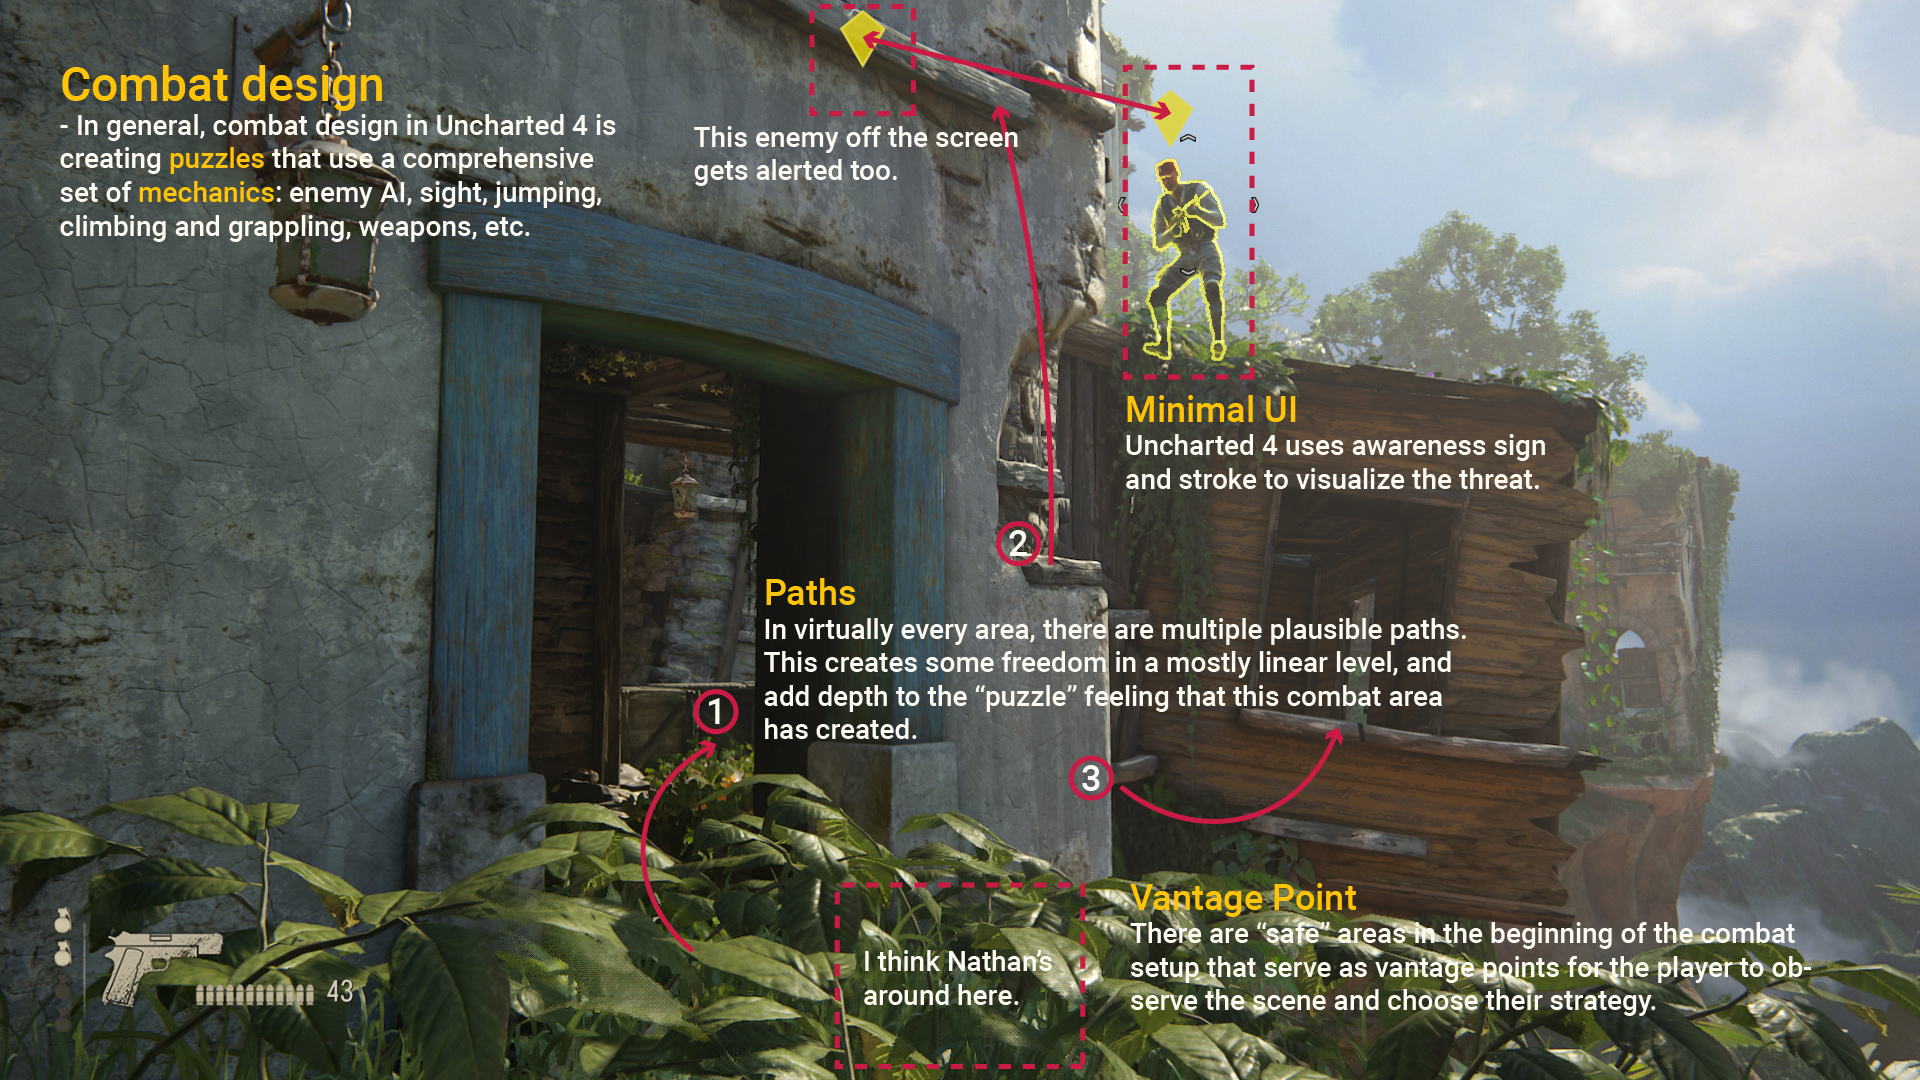 Combat design
- In general, combat design in Uncharted 4 is
creating puzzles that use a comprehensive
set of mechanics: enemy AI, sight, jumping,
climbing and grappling, weapons, etc.
This enemy off the screen
gets alerted too.
Minimal UI
Uncharted 4 uses awareness sign
and stroke to visualize the threat.
2
Paths
In virtually every area, there are multiple plausible paths.
This creates some freedom in a mostly linear level, and
add depth to the “puzzle” feeling that this combat area
has created.
1
3
Vantage Point
There are “safe” areas in the beginning of the combat
setup that serve as vantage points for the player to ob-
serve the scene and choose their strategy.
I think Nathan's
around here.
43